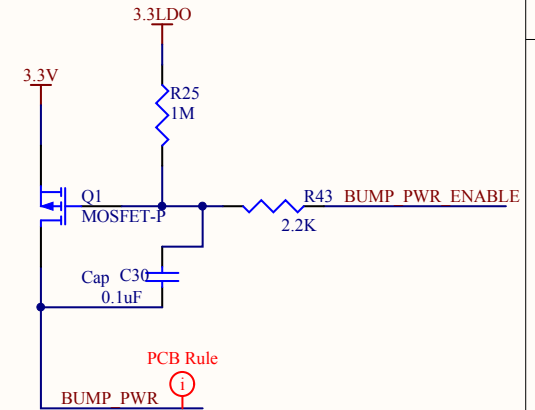 3.3LDO
3.3V
R25
1M
Q1
MOSFET-P
R43 BUMP_PWR_ENABLE
2.2K
Cap C30
0.1uF
PCB Rule
i
BUMP_PWR